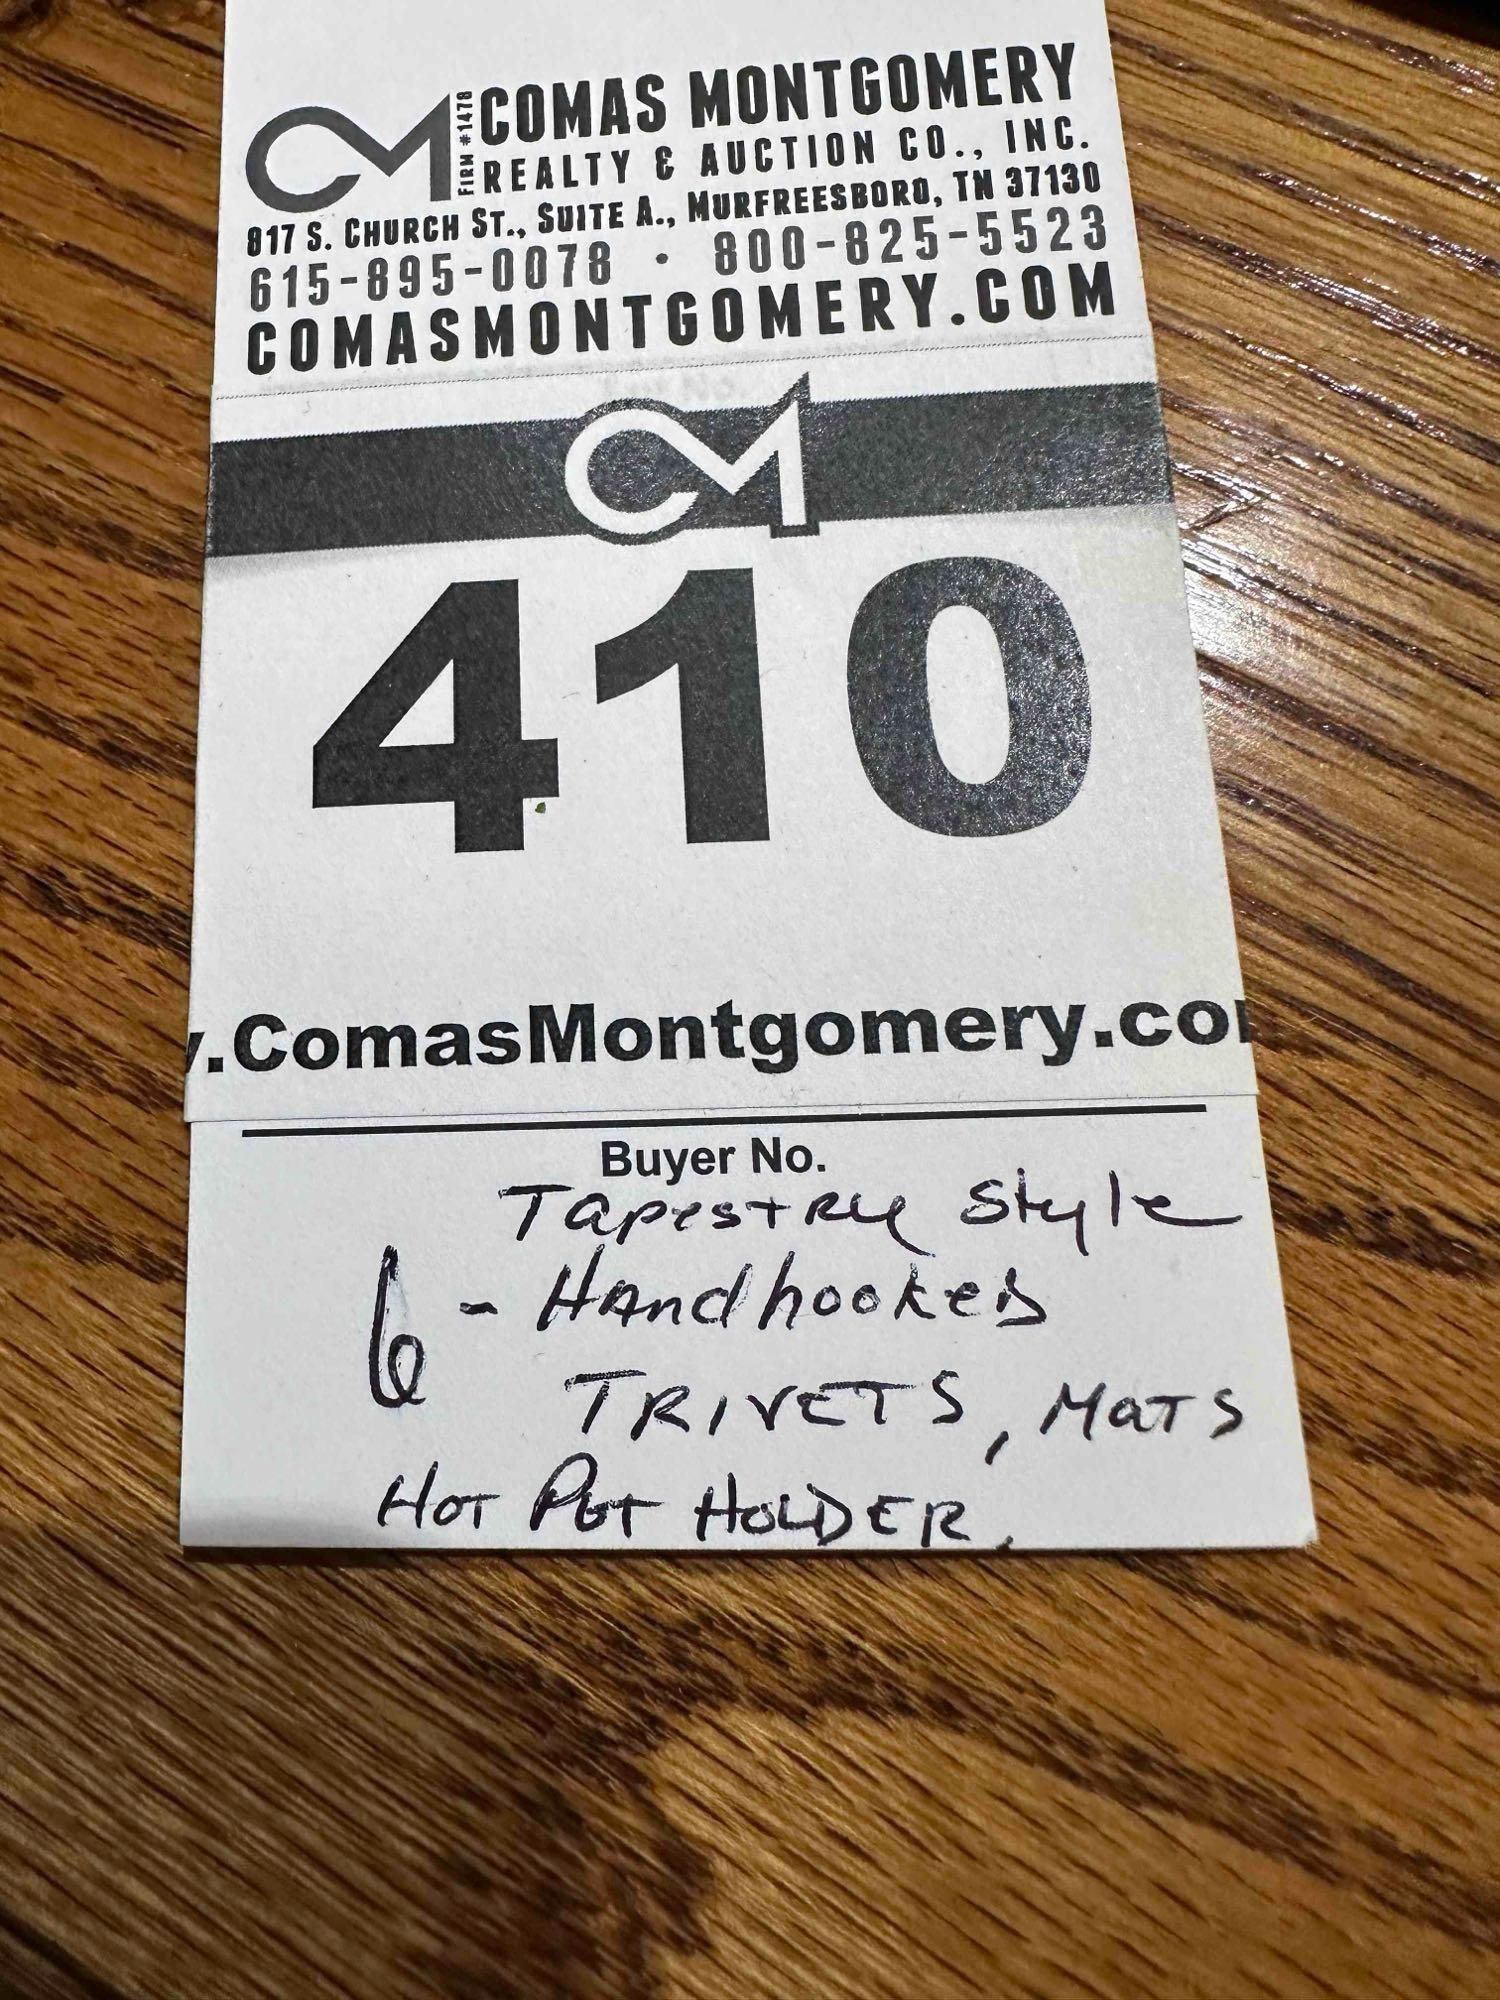 CM FIRM #1478 COMAS MONTGOMERY
REALTY & AUCTION CO., INC.
817 S. CHURCH ST., SUITE A., MURFREESBORO, TN 37130
615-895-0078 · 800-825-5523
COMASMONTGOMERY.COM
CM
410
.ComasMontgomery.co
Buyer No.
Tapestry Style
6 - Handhooked
TRIVETS, MATS
HOT POT HOLDER.